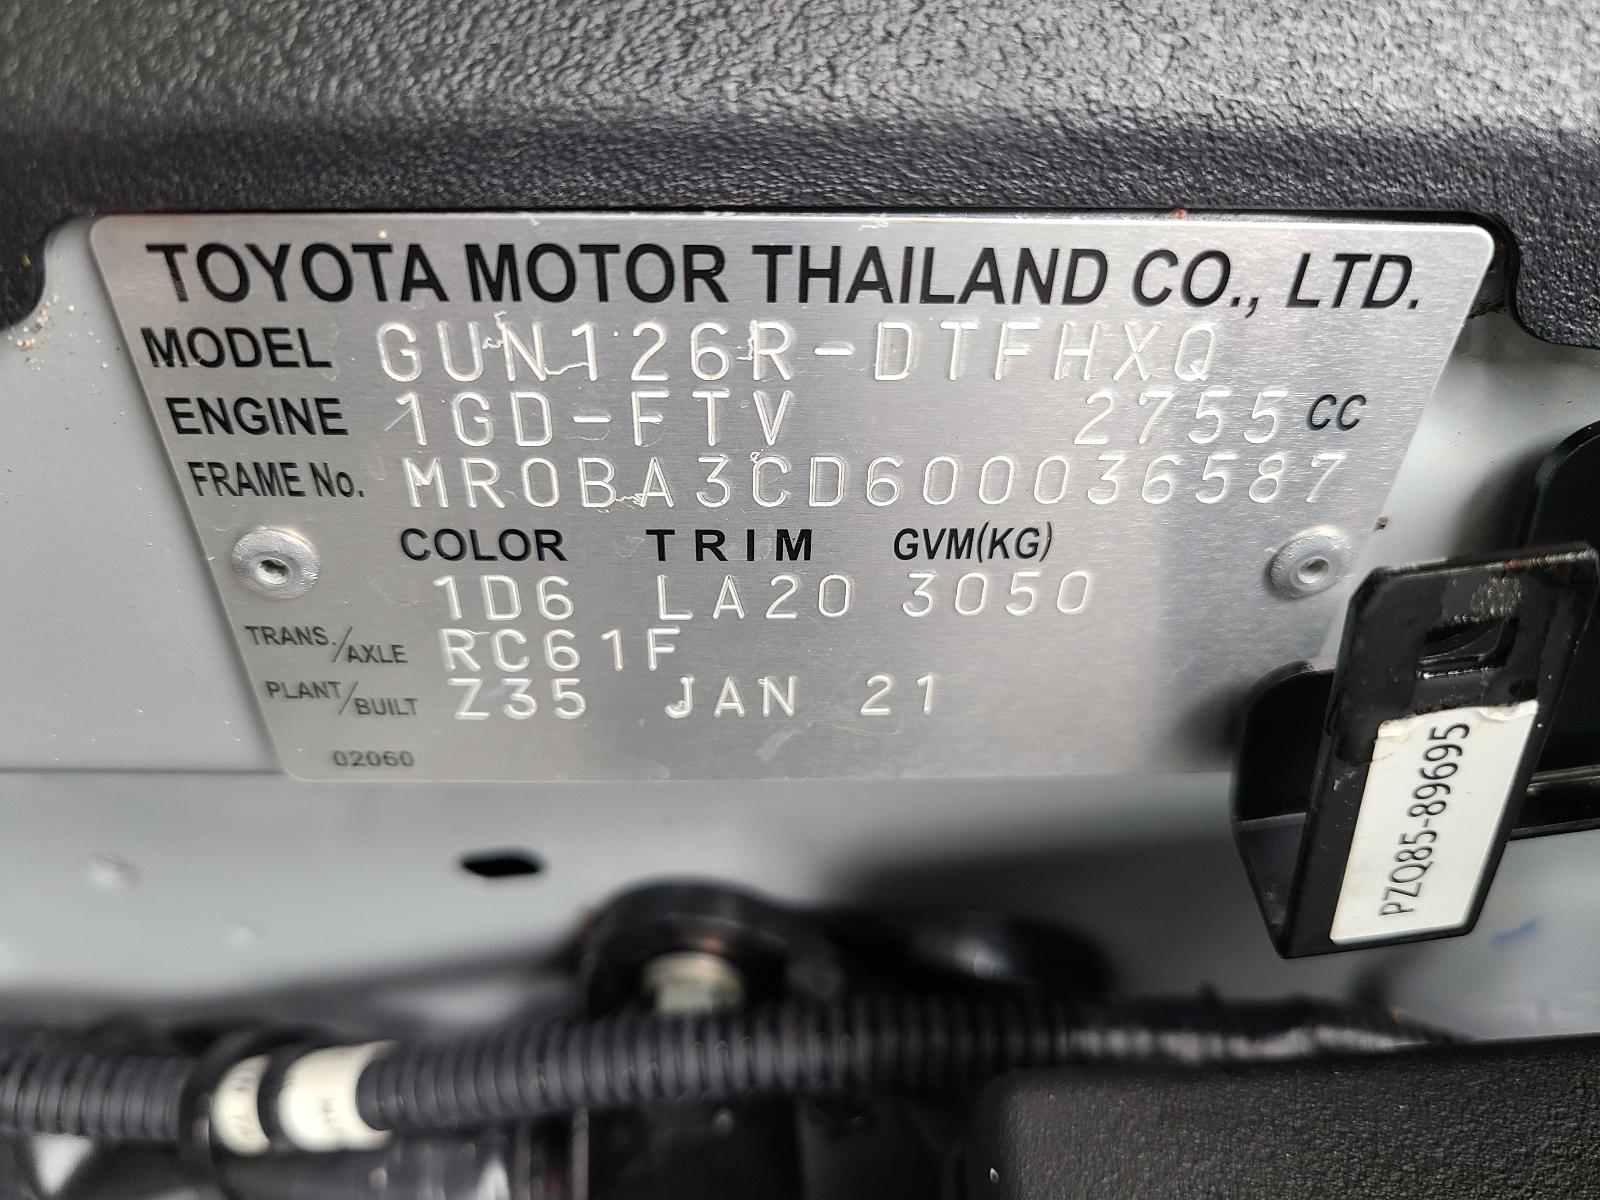 TOYOTA MOTOR THAILAND CO., LTD.
MODEL GUN126R-DTFHXQ
ENGINE 1GD-FTV 2755 CC
FRAME No. MR0BA3CD600036587
COLOR TRIM GVM(KG)
1D6 LA20 3050
TRANS./AXLE RC61F
PLANT/BUILT Z35 JAN 21
02060
PZQ85-89695